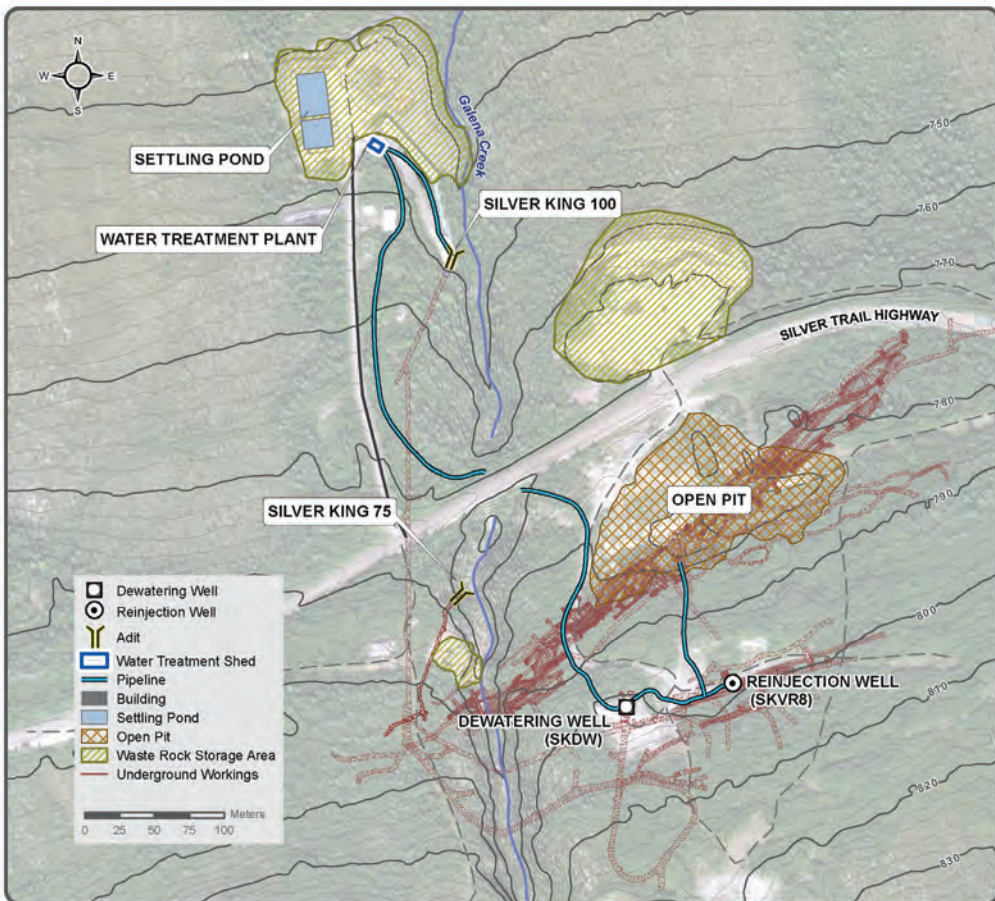 N
W E
S
SETTLING POND
WATER TREATMENT PLANT
Galena Creek
SILVER KING 100
750
760
770
SILVER TRAIL HIGHWAY
780
790
OPEN PIT
SILVER KING 75
800
810
REINJECTION WELL
(SKVR8)
DEWATERING WELL
(SKDW)
820
830
Dewatering Well
Reinjection Well
Adit
Water Treatment Shed
Pipeline
Building
Settling Pond
Open Pit
Waste Rock Storage Area
Underground Workings
Meters
0 25 50 75 100